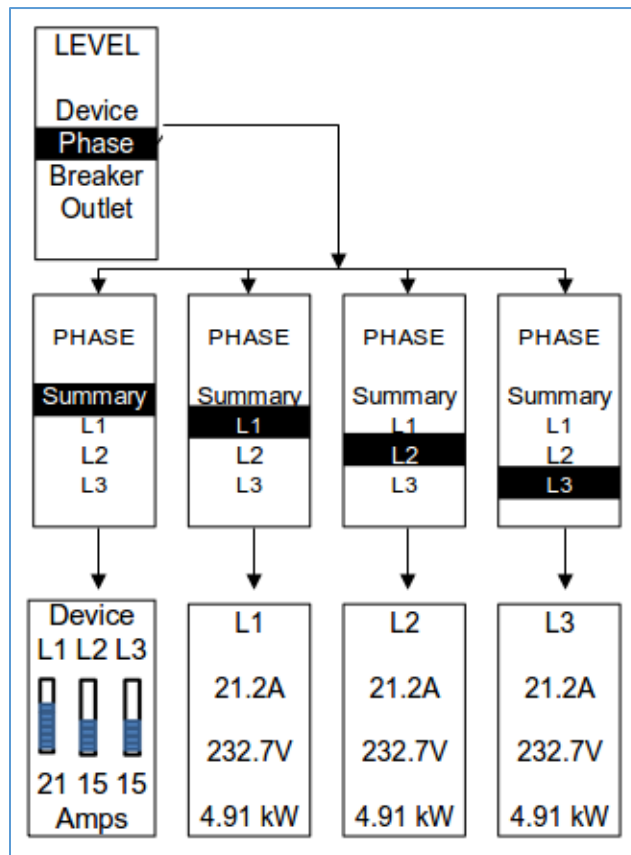 LEVEL
Device
Phase
Breaker
Outlet
PHASE
Summary
L1
L2
L3
PHASE
Summary
L1
L2
L3
PHASE
Summary
L1
L2
L3
PHASE
Summary
L1
L2
L3
Device
L1 L2 L3
21 15 15
Amps
L1
21.2A
232.7V
4.91 kW
L2
21.2A
232.7V
4.91 kW
L3
21.2A
232.7V
4.91 kW